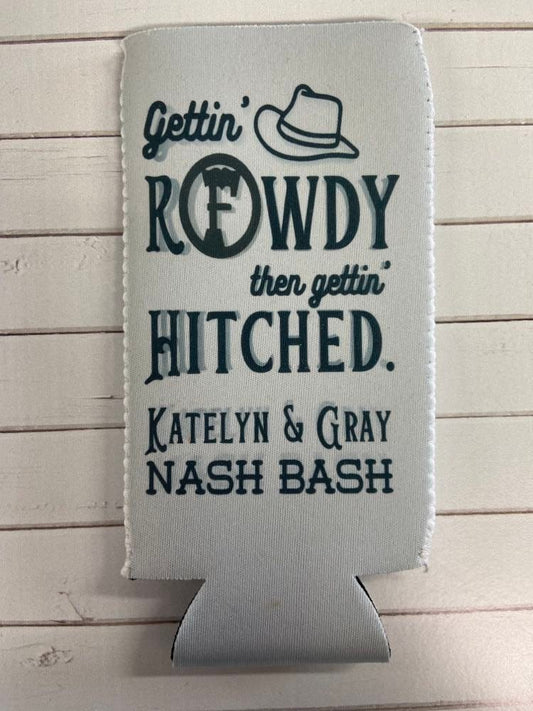 Gettin'
ROWDY
then gettin'
HITCHED.
KATELYN & GRAY
NASH BASH